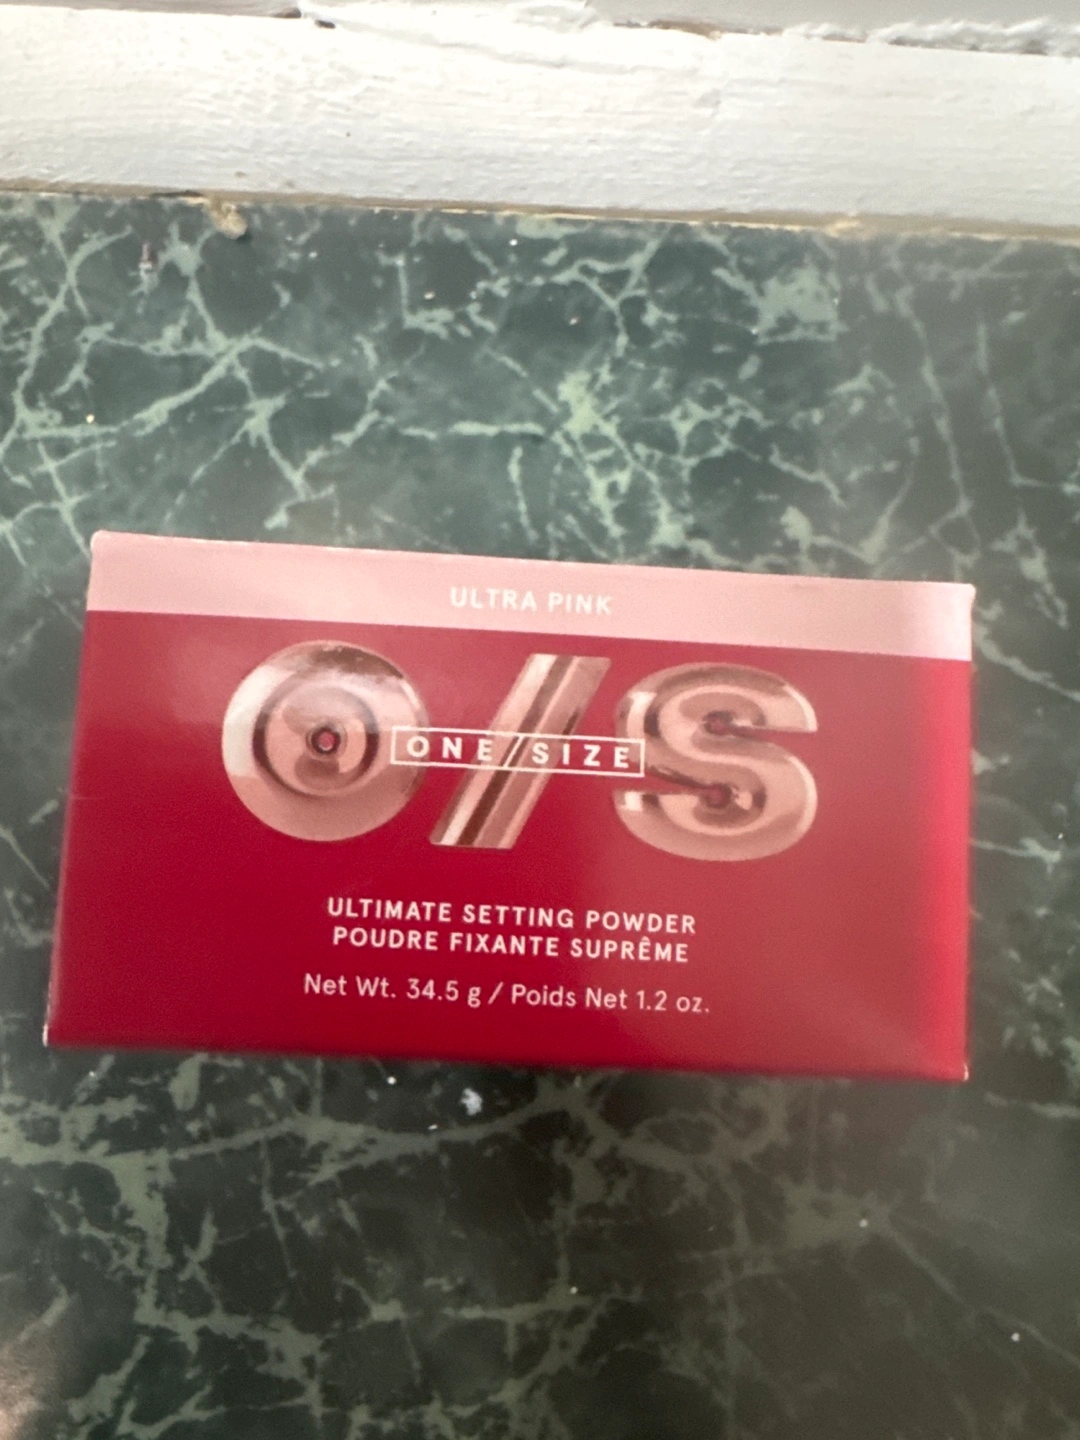 ULTRA PINK
O/S
ONE/SIZE
ULTIMATE SETTING POWDER
POUDRE FIXANTE SUPRÊME
Net Wt. 34.5 g / Poids Net 1.2 oz.